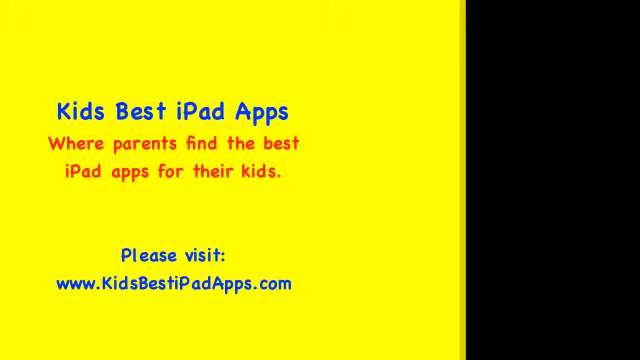 Kids Best iPad Apps
Where parents find the best
iPad apps for their kids.
Please visit:
www.KidsBestiPadApps.com